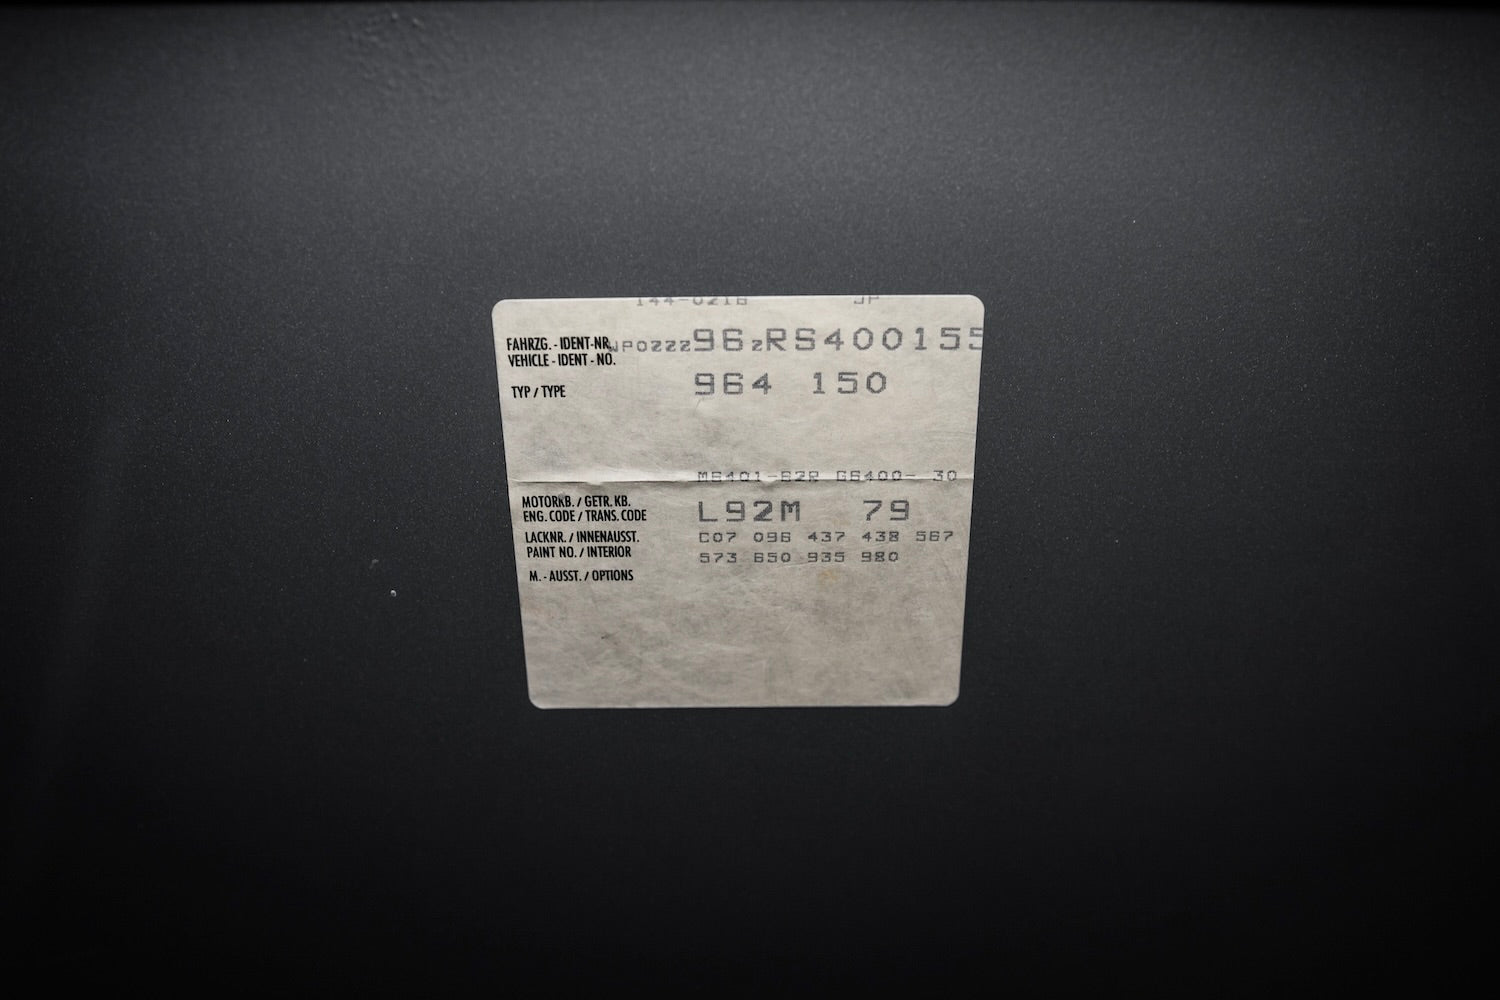 144-0216 JP
FAHRZG. - IDENT-NR. WP0ZZZ96ZRS400155
VEHICLE - IDENT - NO.
TYP / TYPE 964 150
M6401-62R G6400- 30
MOTORKB. / GETR. KB.
ENG. CODE / TRANS. CODE L92M 79
LACKNR. / INNENAUSST. C07 096 437 438 567
PAINT NO. / INTERIOR 573 650 935 980
M. - AUSST. / OPTIONS